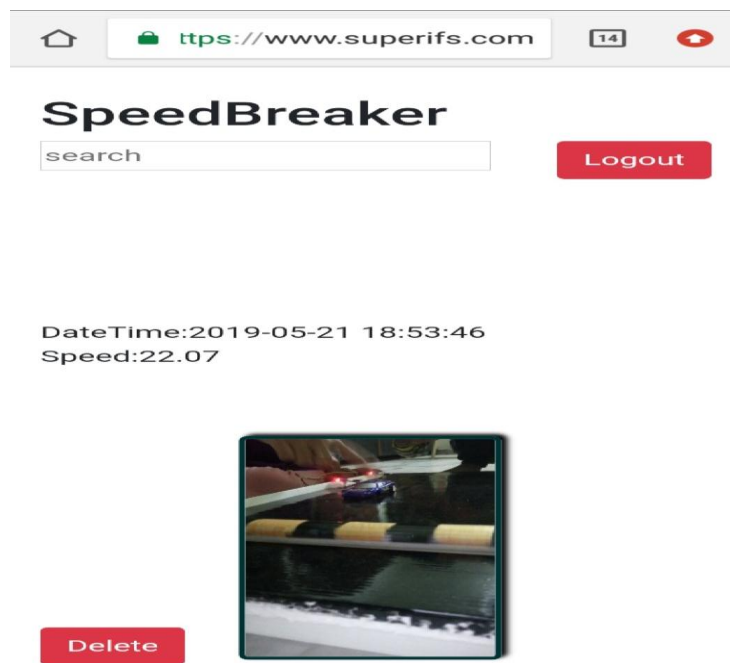 ttps://www.superifs.com
14
SpeedBreaker
search
Logout
DateTime:2019-05-21 18:53:46
Speed:22.07
Delete